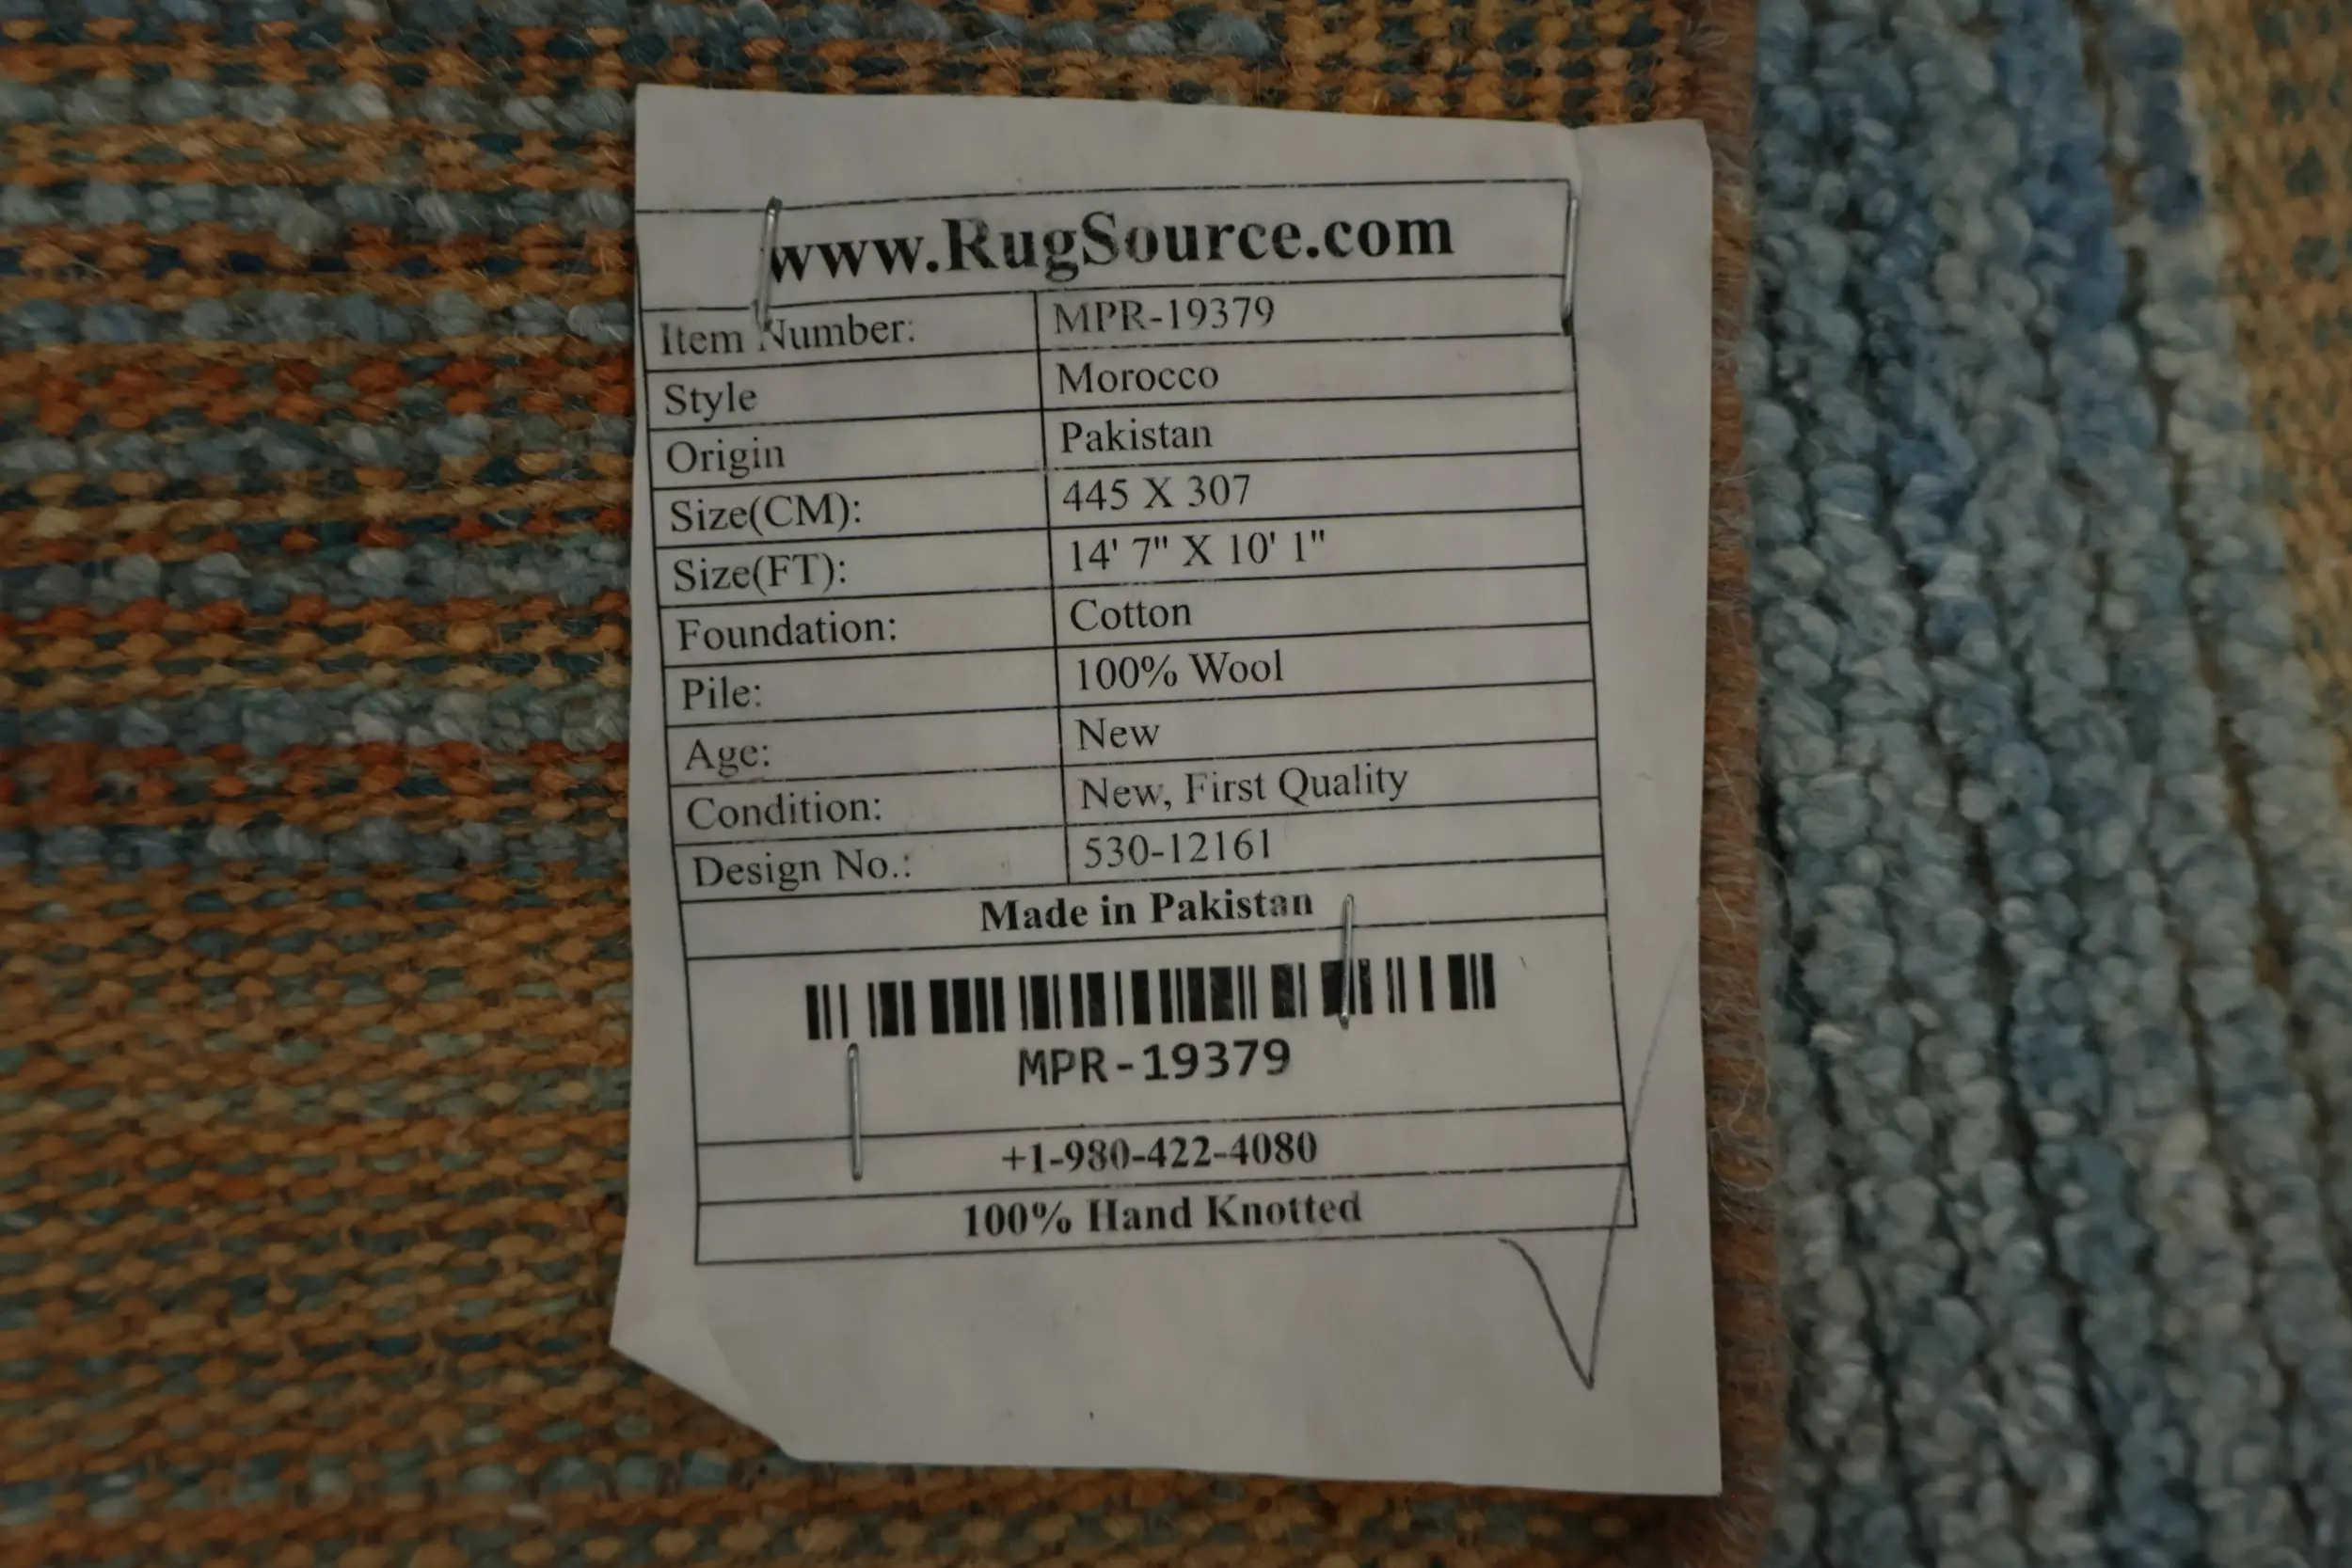 www.RugSource.com
Item Number: MPR-19379
Style Morocco
Origin Pakistan
Size(CM): 445 X 307
Size(FT): 14' 7" X 10' 1"
Foundation: Cotton
Pile: 100% Wool
Age: New
Condition: New, First Quality
Design No.: 530-12161
Made in Pakistan
MPR-19379
+1-980-422-4080
100% Hand Knotted